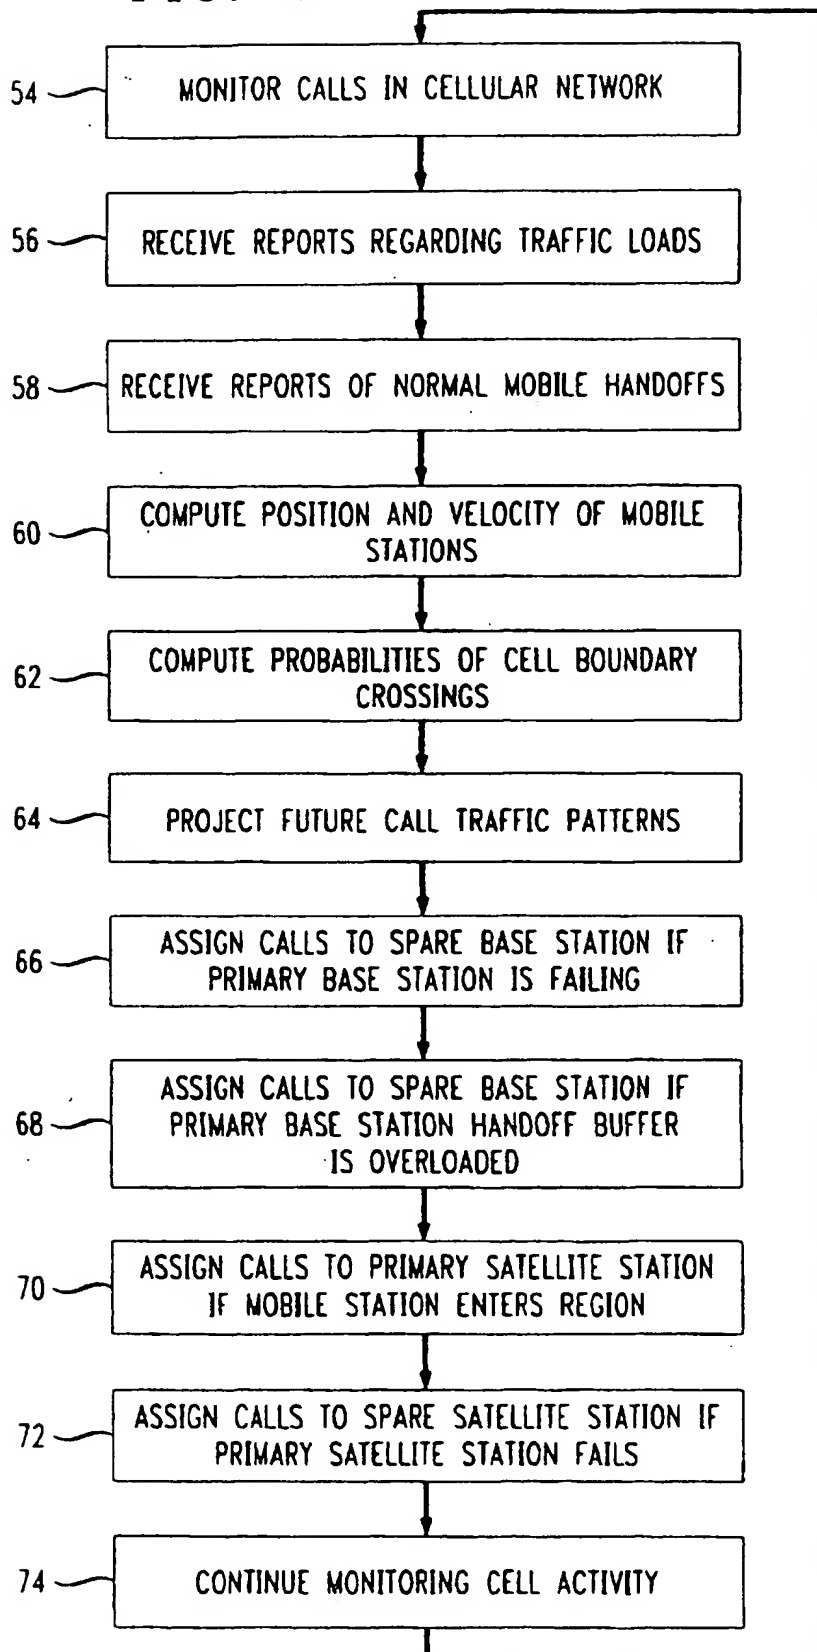 54
MONITOR CALLS IN CELLULAR NETWORK
56
RECEIVE REPORTS REGARDING TRAFFIC LOADS
58
RECEIVE REPORTS OF NORMAL MOBILE HANDOFFS
60
COMPUTE POSITION AND VELOCITY OF MOBILE
STATIONS
62
COMPUTE PROBABILITIES OF CELL BOUNDARY
CROSSINGS
64
PROJECT FUTURE CALL TRAFFIC PATTERNS
66
ASSIGN CALLS TO SPARE BASE STATION IF
PRIMARY BASE STATION IS FAILING
68
ASSIGN CALLS TO SPARE BASE STATION IF
PRIMARY BASE STATION HANDOFF BUFFER
IS OVERLOADED
70
ASSIGN CALLS TO PRIMARY SATELLITE STATION
IF MOBILE STATION ENTERS REGION
72
ASSIGN CALLS TO SPARE SATELLITE STATION IF
PRIMARY SATELLITE STATION FAILS
74
CONTINUE MONITORING CELL ACTIVITY